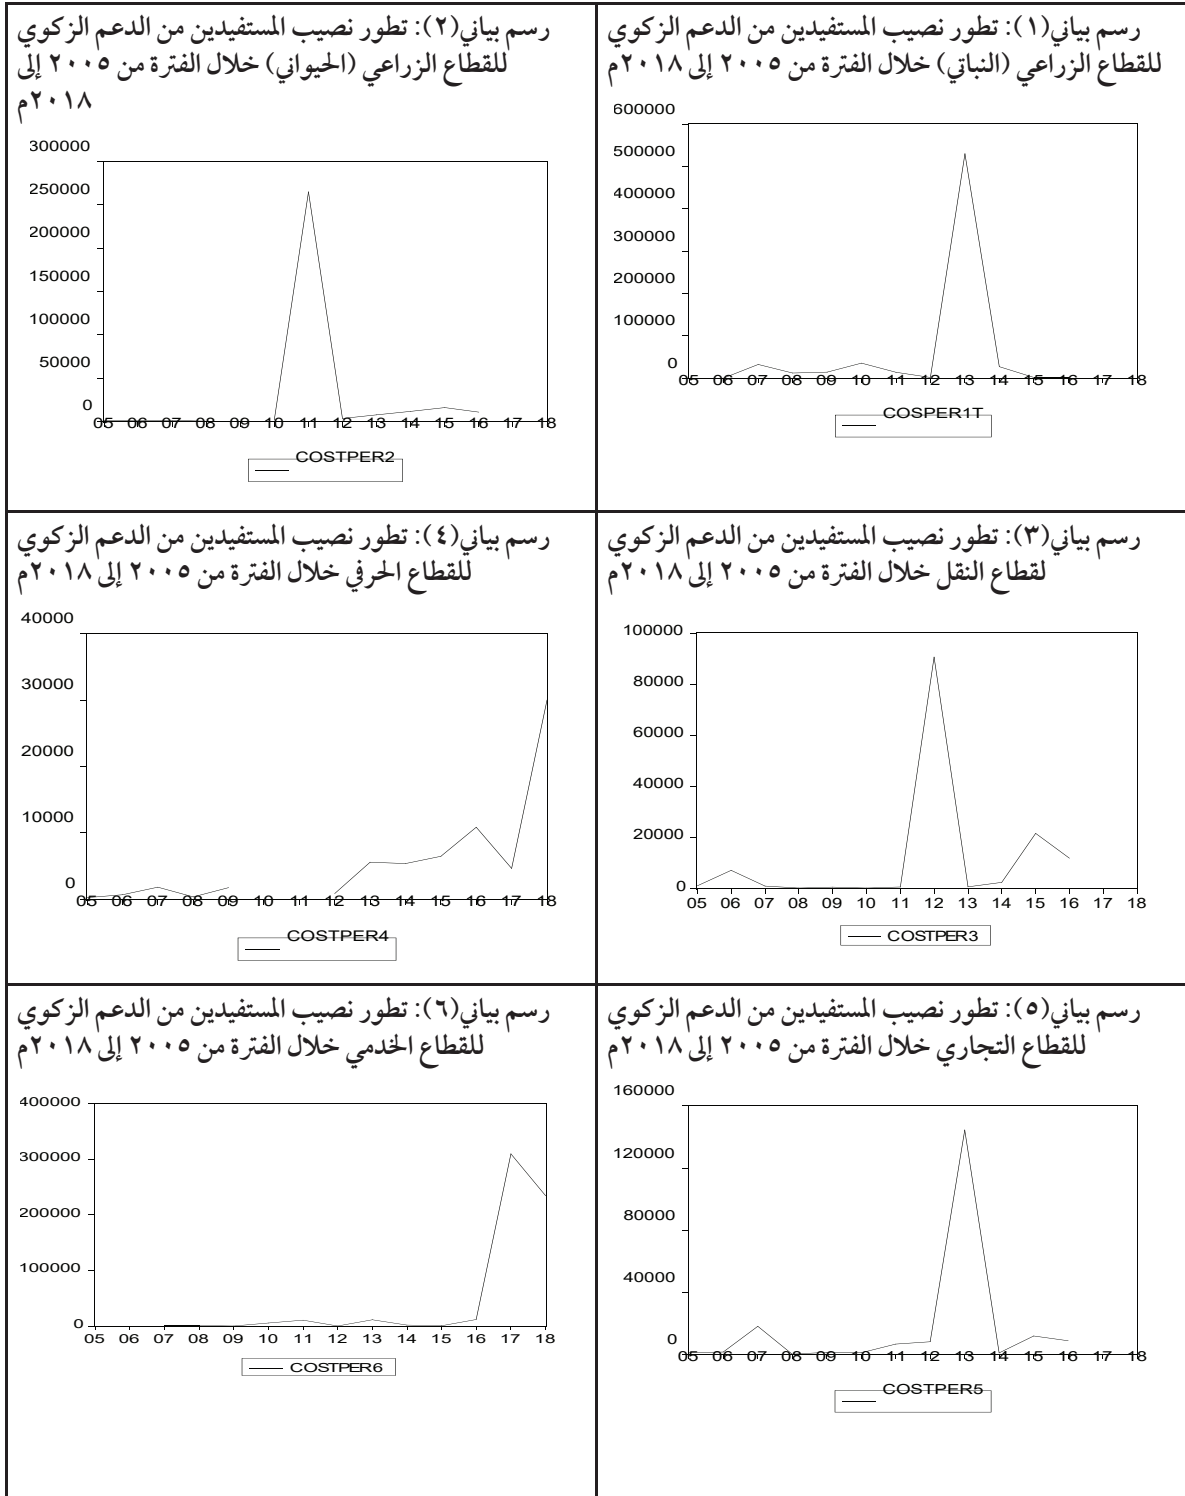 رسم بياني(١): تطور نصيب المستفيدين من الدعم الزكوي
للقطاع الزراعي (النباتي) خلال الفترة من ٢٠٠٥ إلى ٢٠١٨م
600000
500000
400000
300000
200000
100000
0
05 06 07 08 09 10 11 12 13 14 15 16 17 18
COSPER1T
رسم بياني(٢): تطور نصيب المستفيدين من الدعم الزكوي
للقطاع الزراعي (الحيواني) خلال الفترة من ٢٠٠٥ إلى
٢٠١٨م
300000
250000
200000
150000
100000
50000
0
05 06 07 08 09 10 11 12 13 14 15 16 17 18
COSTPER2
رسم بياني(٣): تطور نصيب المستفيدين من الدعم الزكوي
لقطاع النقل خلال الفترة من ٢٠٠٥ إلى ٢٠١٨م
100000
80000
60000
40000
20000
0
05 06 07 08 09 10 11 12 13 14 15 16 17 18
COSTPER3
رسم بياني(٤): تطور نصيب المستفيدين من الدعم الزكوي
للقطاع الحرفي خلال الفترة من ٢٠٠٥ إلى ٢٠١٨م
40000
30000
20000
10000
0
05 06 07 08 09 10 11 12 13 14 15 16 17 18
COSTPER4
رسم بياني(٥): تطور نصيب المستفيدين من الدعم الزكوي
للقطاع التجاري خلال الفترة من ٢٠٠٥ إلى ٢٠١٨م
160000
120000
80000
40000
0
05 06 07 08 09 10 11 12 13 14 15 16 17 18
COSTPER5
رسم بياني(٦): تطور نصيب المستفيدين من الدعم الزكوي
للقطاع الخدمي خلال الفترة من ٢٠٠٥ إلى ٢٠١٨م
400000
300000
200000
100000
0
05 06 07 08 09 10 11 12 13 14 15 16 17 18
COSTPER6